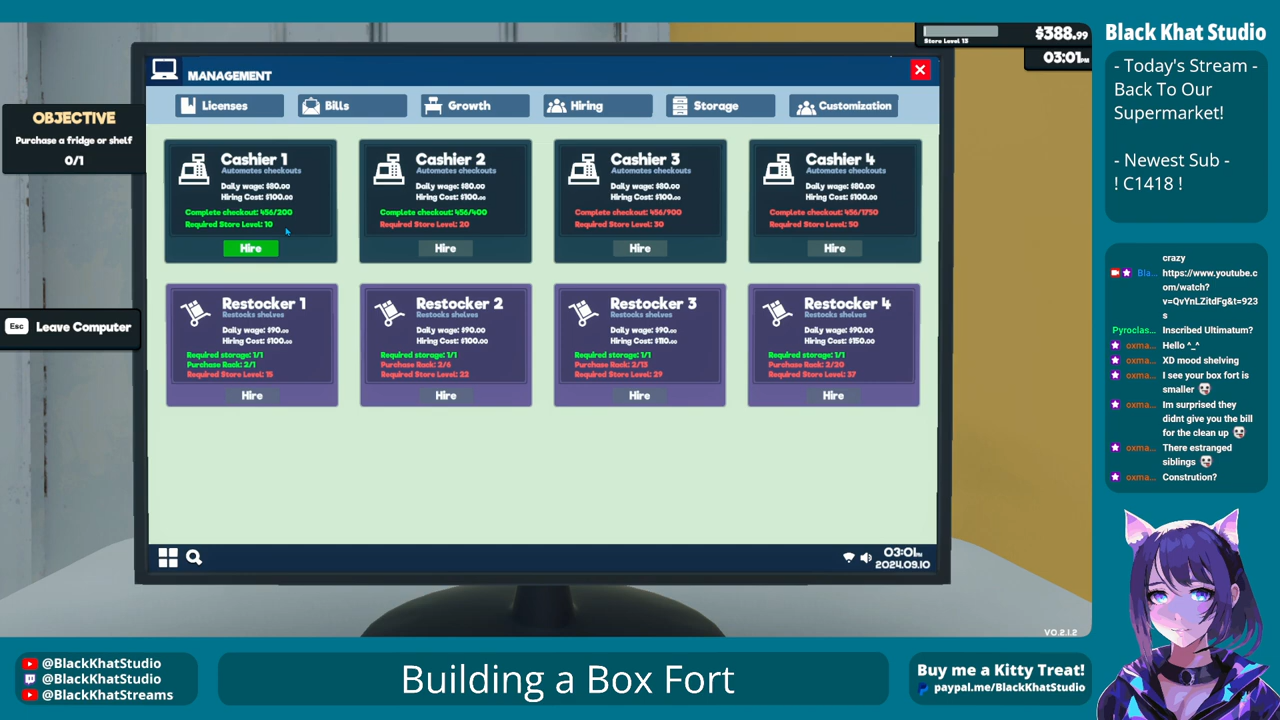 $388.99
Store Level 13
03:01PM
Black Khat Studio
- Today's Stream -
Back To Our
Supermarket!
- Newest Sub -
! C1418 !
MANAGEMENT
Licenses
Bills
Growth
Hiring
Storage
Customization
OBJECTIVE
Purchase a fridge or shelf
0/1
Cashier 1
Automates checkouts
Daily wage: $80.00
Hiring Cost: $100.00
Complete checkout: 456/200
Required Store Level: 10
Hire
Cashier 2
Automates checkouts
Daily wage: $80.00
Hiring Cost: $100.00
Complete checkout: 456/400
Required Store Level: 20
Hire
Cashier 3
Automates checkouts
Daily wage: $80.00
Hiring Cost: $100.00
Complete checkout: 456/900
Required Store Level: 30
Hire
Cashier 4
Automates checkouts
Daily wage: $80.00
Hiring Cost: $100.00
Complete checkout: 456/1750
Required Store Level: 50
Hire
Esc Leave Computer
Restocker 1
Restocks shelves
Daily wage: $90.00
Hiring Cost: $100.00
Required storage: 1/1
Purchase Rack: 2/1
Required Store Level: 15
Hire
Restocker 2
Restocks shelves
Daily wage: $90.00
Hiring Cost: $100.00
Required storage: 1/1
Purchase Rack: 2/6
Required Store Level: 22
Hire
Restocker 3
Restocks shelves
Daily wage: $90.00
Hiring Cost: $110.00
Required storage: 1/1
Purchase Rack: 2/13
Required Store Level: 29
Hire
Restocker 4
Restocks shelves
Daily wage: $90.00
Hiring Cost: $150.00
Required storage: 1/1
Purchase Rack: 2/20
Required Store Level: 37
Hire
03:01PM
2024.09.10
V0.2.1.2
crazy
Bla... https://www.youtube.c
om/watch?
v=QvYnLZitdFg&t=923
s
Pyroclas... Inscribed Ultimatum?
oxma... Hello ^_^
oxma... XD mood shelving
oxma... I see your box fort is
smaller
oxma... Im surprised they
didnt give you the bill
for the clean up
oxma... There estranged
siblings
oxma... Constrution?
@BlackKhatStudio
@BlackKhatStudio
@BlackKhatStreams
Building a Box Fort
Buy me a Kitty Treat!
paypal.me/BlackKhatStudio